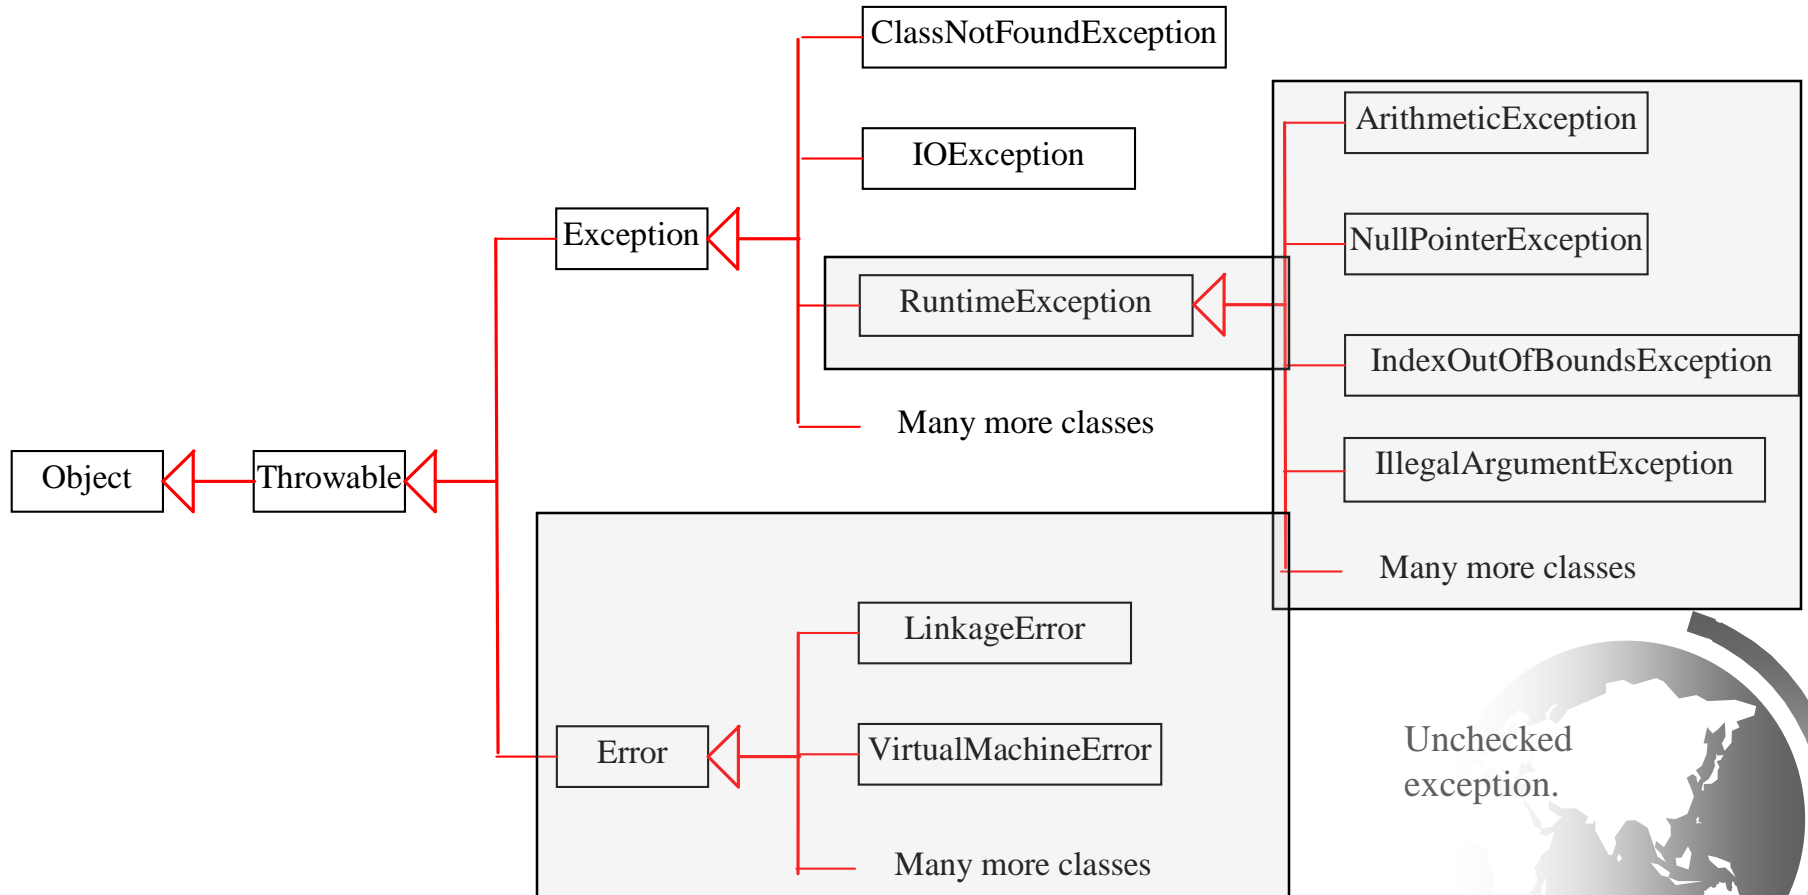 ClassNotFoundException
ArithmeticException
IOException
Exception
NullPointerException
RuntimeException
IndexOutOfBoundsException
Many more classes
Object
Throwable
IllegalArgumentException
Many more classes
LinkageError
Error
VirtualMachineError
Unchecked
exception.
Many more classes